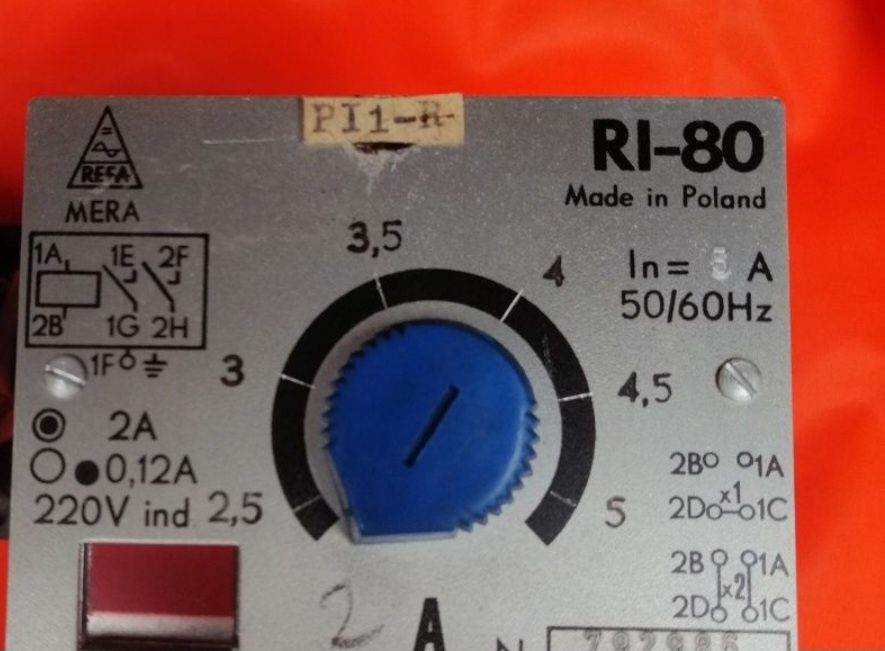 PI1-R
RI-80
Made in Poland
REFA
MERA
1A 1E 2F
2B 1G 2H
1F
3,5
4
In= 5 A
50/60Hz
3
4,5
2A
0,12A
220V ind
2,5
5
2B 1A
2D x1 1C
2B 1A
x2
2D 1C
2
A
N